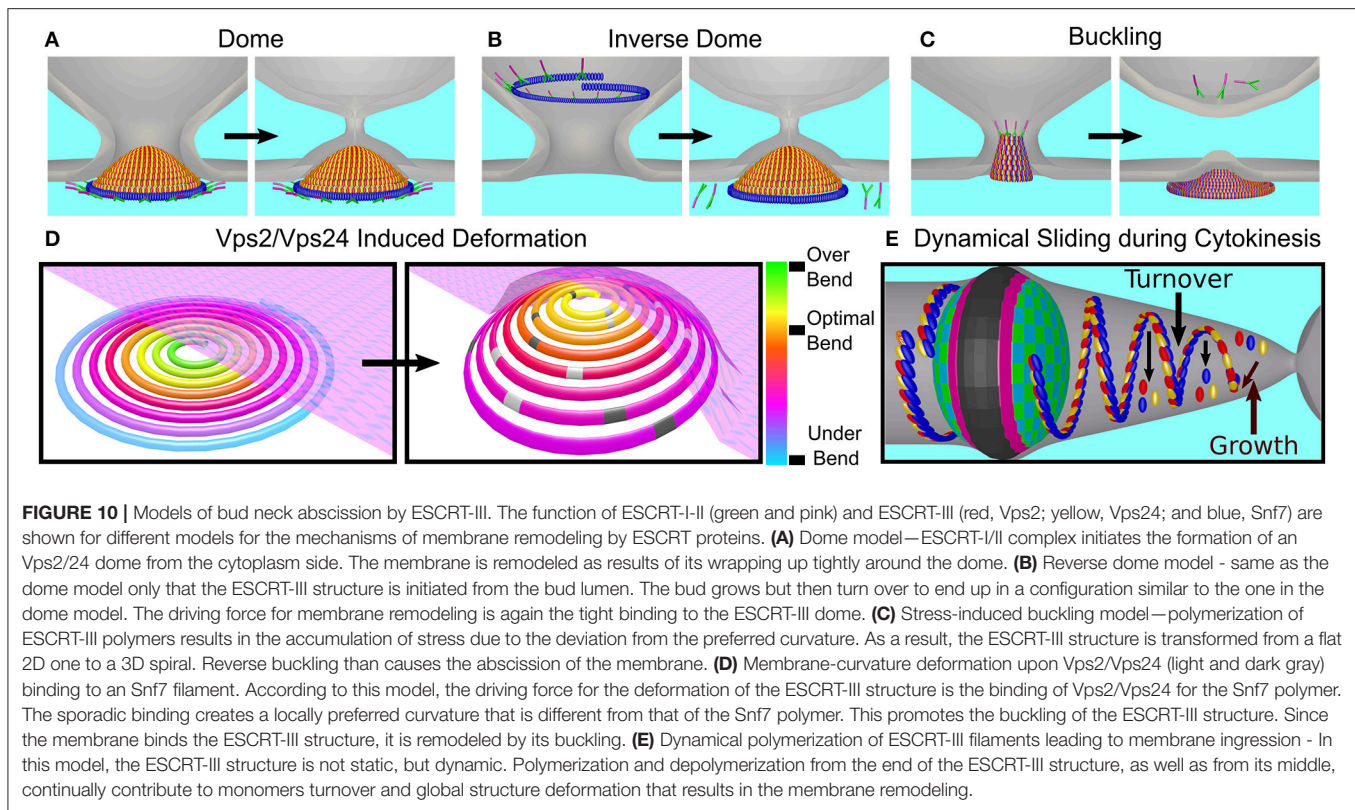 A Dome
B Inverse Dome
C Buckling
D Vps2/Vps24 Induced Deformation
Over
Bend
Optimal
Bend
Under
Bend
E Dynamical Sliding during Cytokinesis
Turnover
Growth
FIGURE 10 | Models of bud neck abscission by ESCRT-III. The function of ESCRT-I-II (green and pink) and ESCRT-III (red, Vps2; yellow, Vps24; and blue, Snf7) are
shown for different models for the mechanisms of membrane remodeling by ESCRT proteins. (A) Dome model—ESCRT-I/II complex initiates the formation of an
Vps2/24 dome from the cytoplasm side. The membrane is remodeled as results of its wrapping up tightly around the dome. (B) Reverse dome model - same as the
dome model only that the ESCRT-III structure is initiated from the bud lumen. The bud grows but then turn over to end up in a configuration similar to the one in the
dome model. The driving force for membrane remodeling is again the tight binding to the ESCRT-III dome. (C) Stress-induced buckling model—polymerization of
ESCRT-III polymers results in the accumulation of stress due to the deviation from the preferred curvature. As a result, the ESCRT-III structure is transformed from a flat
2D one to a 3D spiral. Reverse buckling than causes the abscission of the membrane. (D) Membrane-curvature deformation upon Vps2/Vps24 (light and dark gray)
binding to an Snf7 filament. According to this model, the driving force for the deformation of the ESCRT-III structure is the binding of Vps2/Vps24 for the Snf7 polymer.
The sporadic binding creates a locally preferred curvature that is different from that of the Snf7 polymer. This promotes the buckling of the ESCRT-III structure. Since
the membrane binds the ESCRT-III structure, it is remodeled by its buckling. (E) Dynamical polymerization of ESCRT-III filaments leading to membrane ingression - In
this model, the ESCRT-III structure is not static, but dynamic. Polymerization and depolymerization from the end of the ESCRT-III structure, as well as from its middle,
continually contribute to monomers turnover and global structure deformation that results in the membrane remodeling.